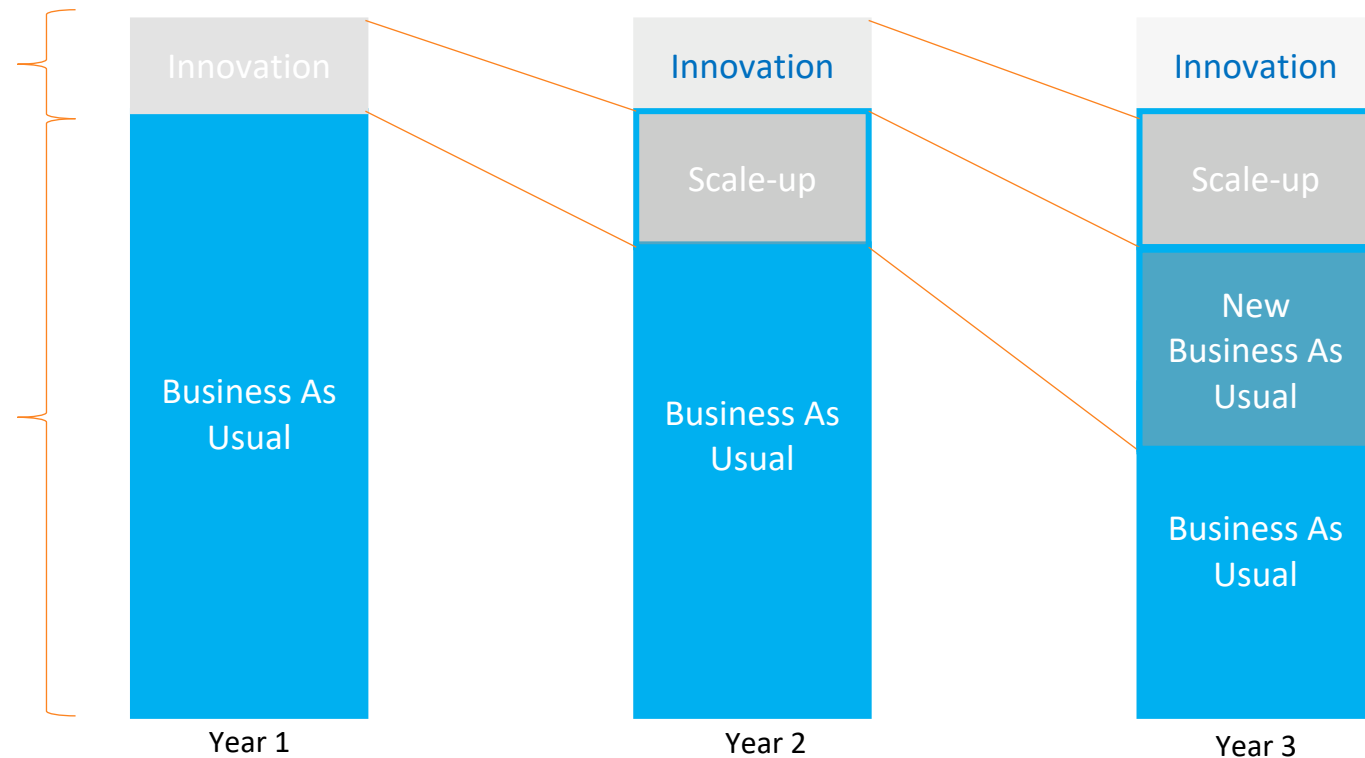 Innovation
Business As
Usual
Year 1
Innovation
Scale-up
Business As
Usual
Year 2
Innovation
Scale-up
New
Business As
Usual
Business As
Usual
Year 3